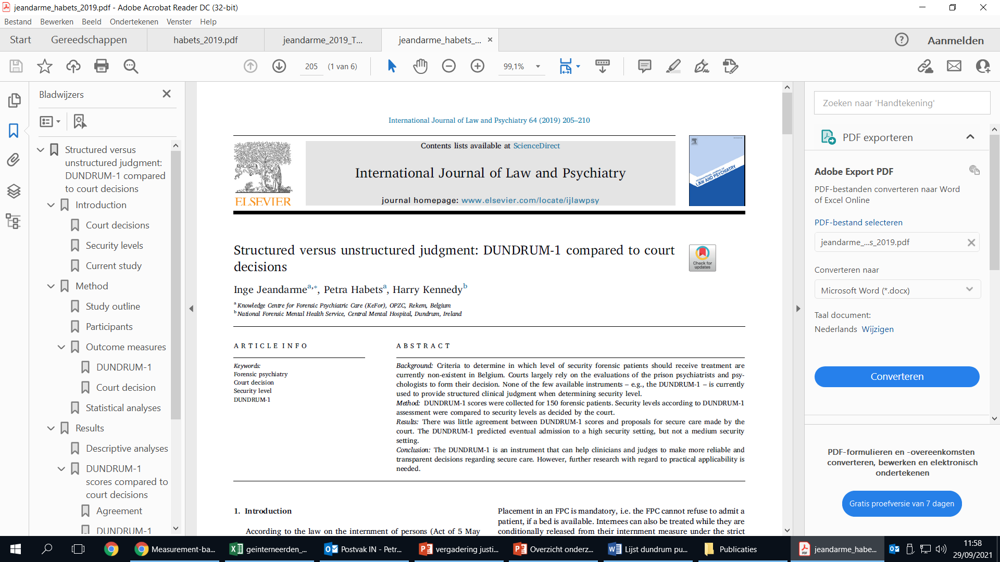 jeandarme_habets_2019.pdf - Adobe Acrobat Reader DC (32-bit)
Bestand Bewerken Beeld Ondertekenen Venster Help
Start Gereedschappen habets_2019.pdf jeandarme_2019_T... jeandarme_habets_... Aanmelden
205 (1 van 6) 99,1%
Bladwijzers
Structured versus
unstructured judgment:
DUNDRUM-1 compared
to court decisions
Introduction
Court decisions
Security levels
Current study
Method
Study outline
Participants
Outcome measures
DUNDRUM-1
Court decision
Statistical analyses
Results
Descriptive analyses
DUNDRUM-1
scores compared to
court decisions
Agreement
DUNDRUM-1
International Journal of Law and Psychiatry 64 (2019) 205–210
ELSEVIER
Contents lists available at ScienceDirect
International Journal of Law and Psychiatry
journal homepage: www.elsevier.com/locate/ijlawpsy
INTERNATIONAL JOURNAL OF
LAW AND PSYCHIATRY
Structured versus unstructured judgment: DUNDRUM-1 compared to court
decisions
Check for
updates
Inge Jeandarmea,*, Petra Habetsa, Harry Kennedyb
a Knowledge Centre for Forensic Psychiatric Care (KeFor), OPZC, Rekem, Belgium
b National Forensic Mental Health Service, Central Mental Hospital, Dundrum, Ireland
ARTICLE INFO
Keywords:
Forensic psychiatry
Court decision
Security level
DUNDRUM-1
ABSTRACT
Background: Criteria to determine in which level of security forensic patients should receive treatment are
currently non-existent in Belgium. Courts largely rely on the evaluations of the prison psychiatrists and psy-
chologists to form their decision. None of the few available instruments – e.g., the DUNDRUM-1 – is currently
used to provide structured clinical judgment when determining security level.
Method: DUNDRUM-1 scores were collected for 150 forensic patients. Security levels according to DUNDRUM-1
assessment were compared to security levels as decided by the court.
Results: There was little agreement between DUNDRUM-1 scores and proposals for secure care made by the
court. The DUNDRUM-1 predicted eventual admission to a high security setting, but not a medium security
setting.
Conclusion: The DUNDRUM-1 is an instrument that can help clinicians and judges to make more reliable and
transparent decisions regarding secure care. However, further research with regard to practical applicability is
needed.
1. Introduction
According to the law on the internment of persons (Act of 5 May
Placement in an FPC is mandatory, i.e. the FPC cannot refuse to admit a
patient, if a bed is available. Internees can also be treated while they are
conditionally released from their internment measure under the strict
Zoeken naar 'Handtekening'
PDF exporteren
Adobe Export PDF
PDF-bestanden converteren naar Word
of Excel Online
PDF-bestand selecteren
jeandarme_...s_2019.pdf
Converteren naar
Microsoft Word (*.docx)
Taal document:
Nederlands Wijzigen
Converteren
PDF-formulieren en -overeenkomsten
converteren, bewerken en elektronisch
ondertekenen
Gratis proefversie van 7 dagen
Measurement-ba... geinterneerden_... Postvak IN - Petr... vergadering justi... Overzicht onderz... Lijst dundrum pu... Publicaties jeandarme_habe...
11:58
29/09/2021